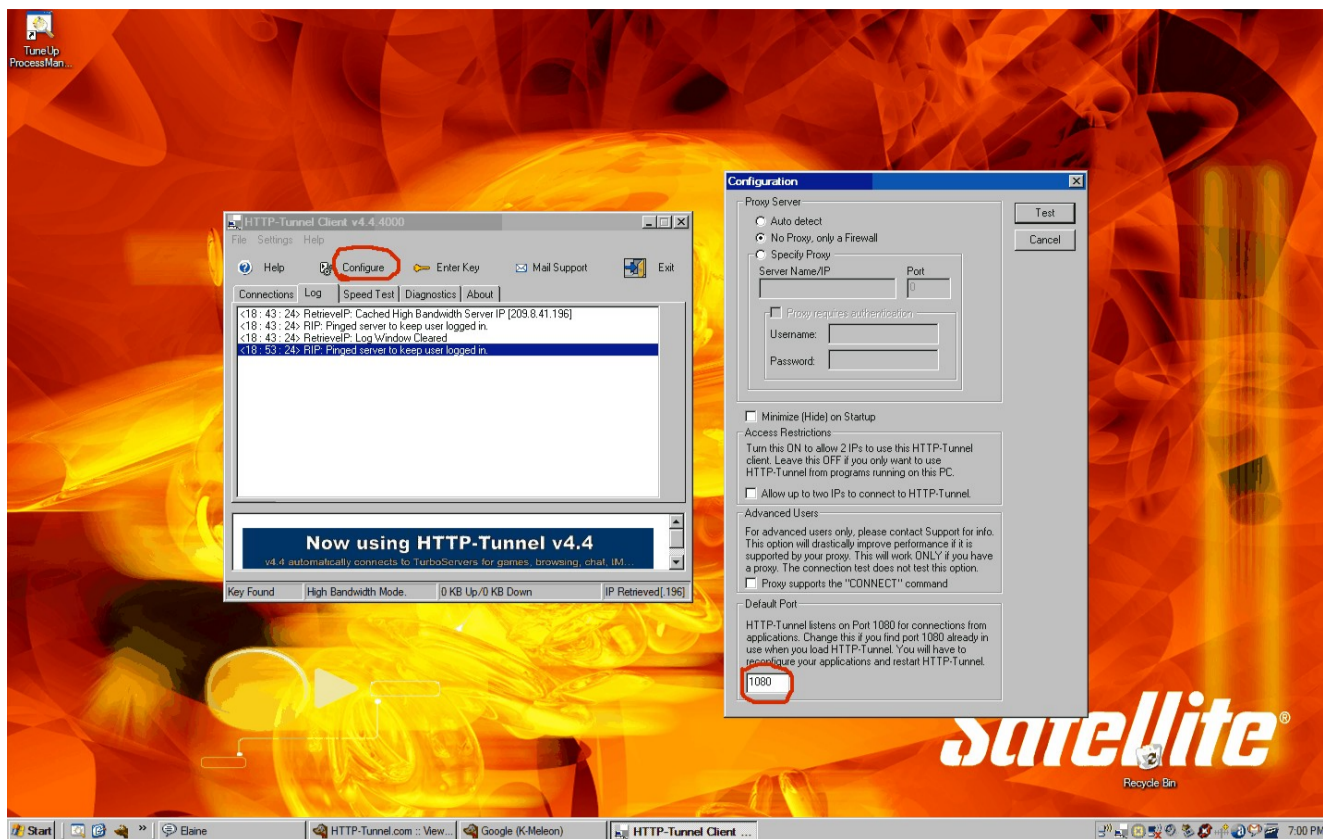 TuneUp
ProcessMan...
HTTP-Tunnel Client v4.4.4000
File Settings Help
Help Configure Enter Key Mail Support Exit
Connections Log Speed Test Diagnostics About
<18 : 43 : 24> RetrieveIP: Cached High Bandwidth Server IP [209.8.41.196]
<18 : 43 : 24> RIP: Pinged server to keep user logged in.
<18 : 43 : 24> RetrieveIP: Log Window Cleared
<18 : 53 : 24> RIP: Pinged server to keep user logged in.
Now using HTTP-Tunnel v4.4
v4.4 automatically connects to TurboServers for games, browsing, chat, IM...
Key Found High Bandwidth Mode. 0 KB Up/0 KB Down IP Retrieved[.196]
Configuration
Proxy Server
Auto detect
No Proxy, only a Firewall
Specify Proxy
Server Name/IP Port
0
Proxy requires authentication
Username:
Password:
Test
Cancel
Minimize (Hide) on Startup
Access Restrictions
Turn this ON to allow 2 IPs to use this HTTP-Tunnel
client. Leave this OFF if you only want to use
HTTP-Tunnel from programs running on this PC.
Allow up to two IPs to connect to HTTP-Tunnel.
Advanced Users
For advanced users only, please contact Support for info.
This option will drastically improve performance if it is
supported by your proxy. This will work ONLY if you have
a proxy. The connection test does not test this option.
Proxy supports the "CONNECT" command
Default Port
HTTP-Tunnel listens on Port 1080 for connections from
applications. Change this if you find port 1080 already in
use when you load HTTP-Tunnel. You will have to
reconfigure your applications and restart HTTP-Tunnel.
1080
Satellite®
Recycle Bin
Start » Elaine HTTP-Tunnel.com :: View... Google (K-Meleon) HTTP-Tunnel Client ... 7:00 PM